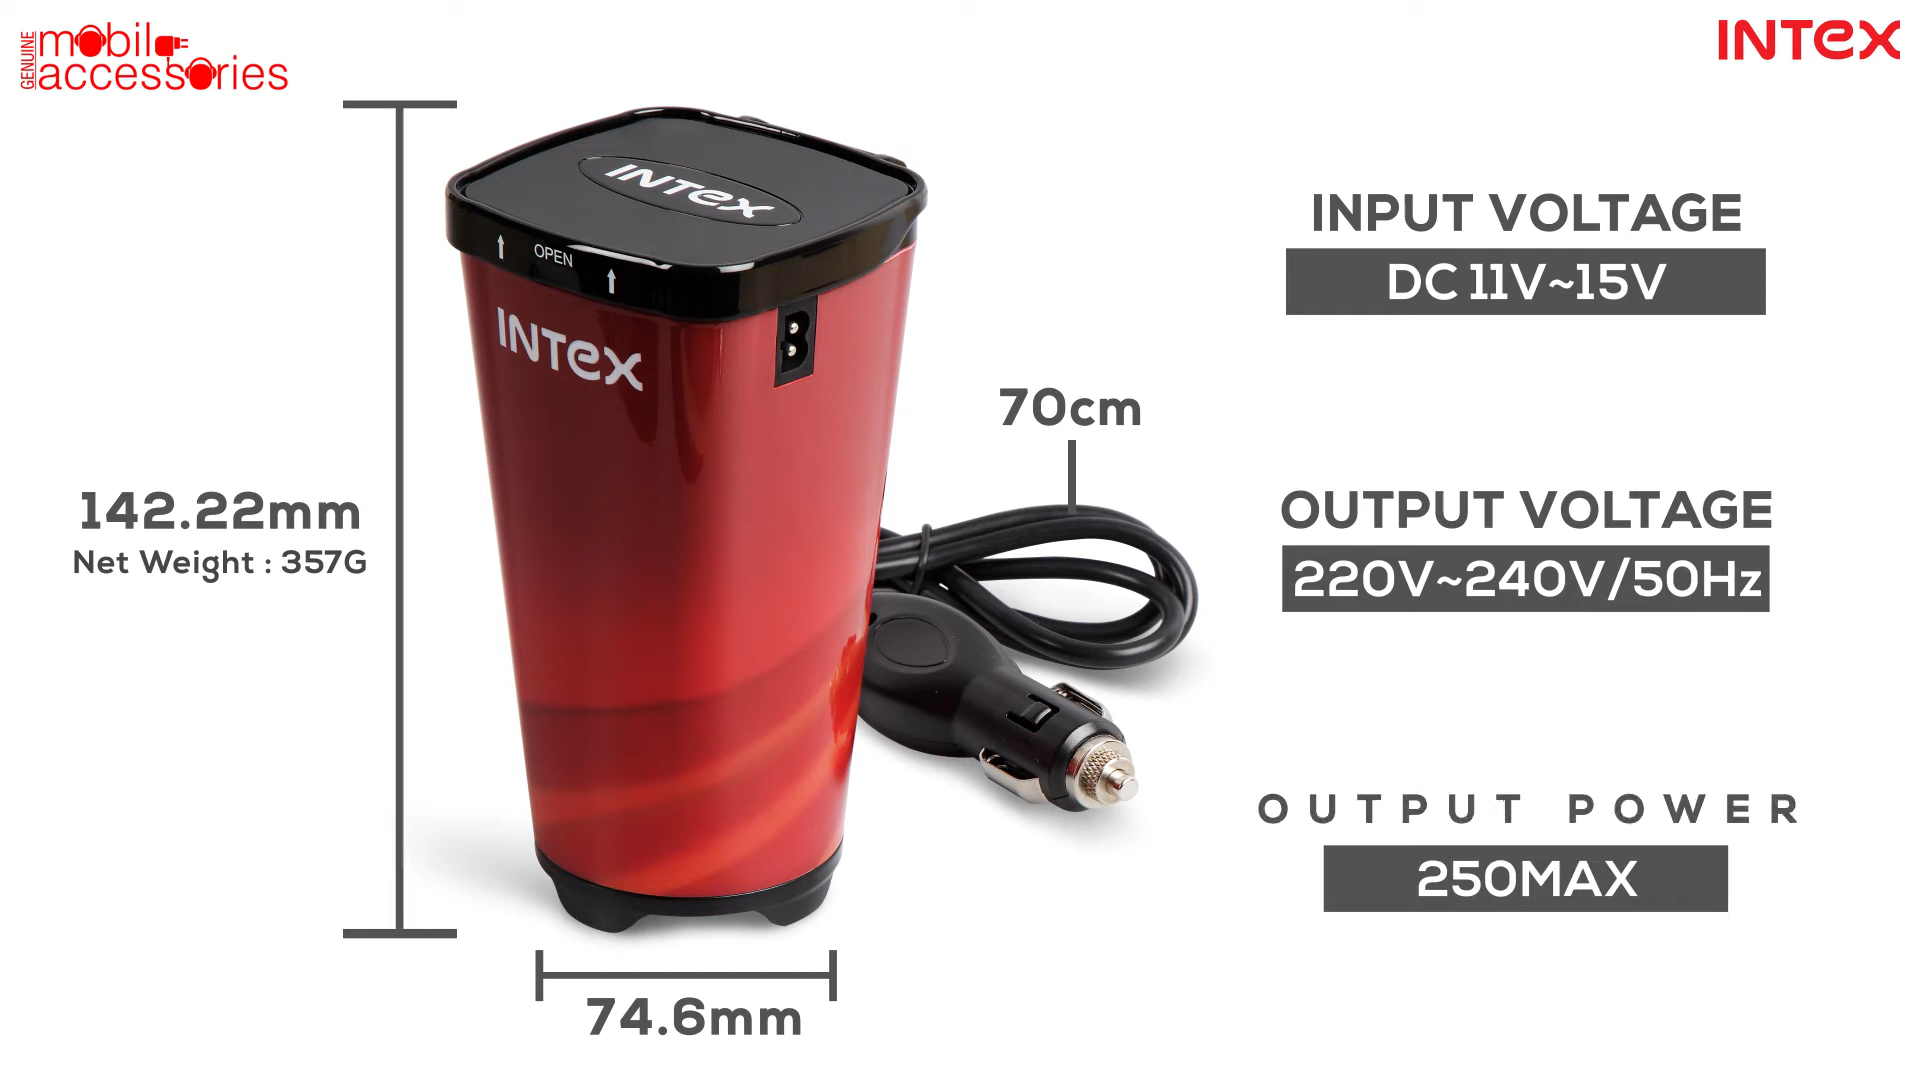 GENUINE
mobile
accessories
INTEX
INTEX
OPEN
INTEX
142.22mm
Net Weight : 357G
70cm
74.6mm
INPUT VOLTAGE
DC 11V~15V
OUTPUT VOLTAGE
220V~240V/50Hz
OUTPUT POWER
250MAX